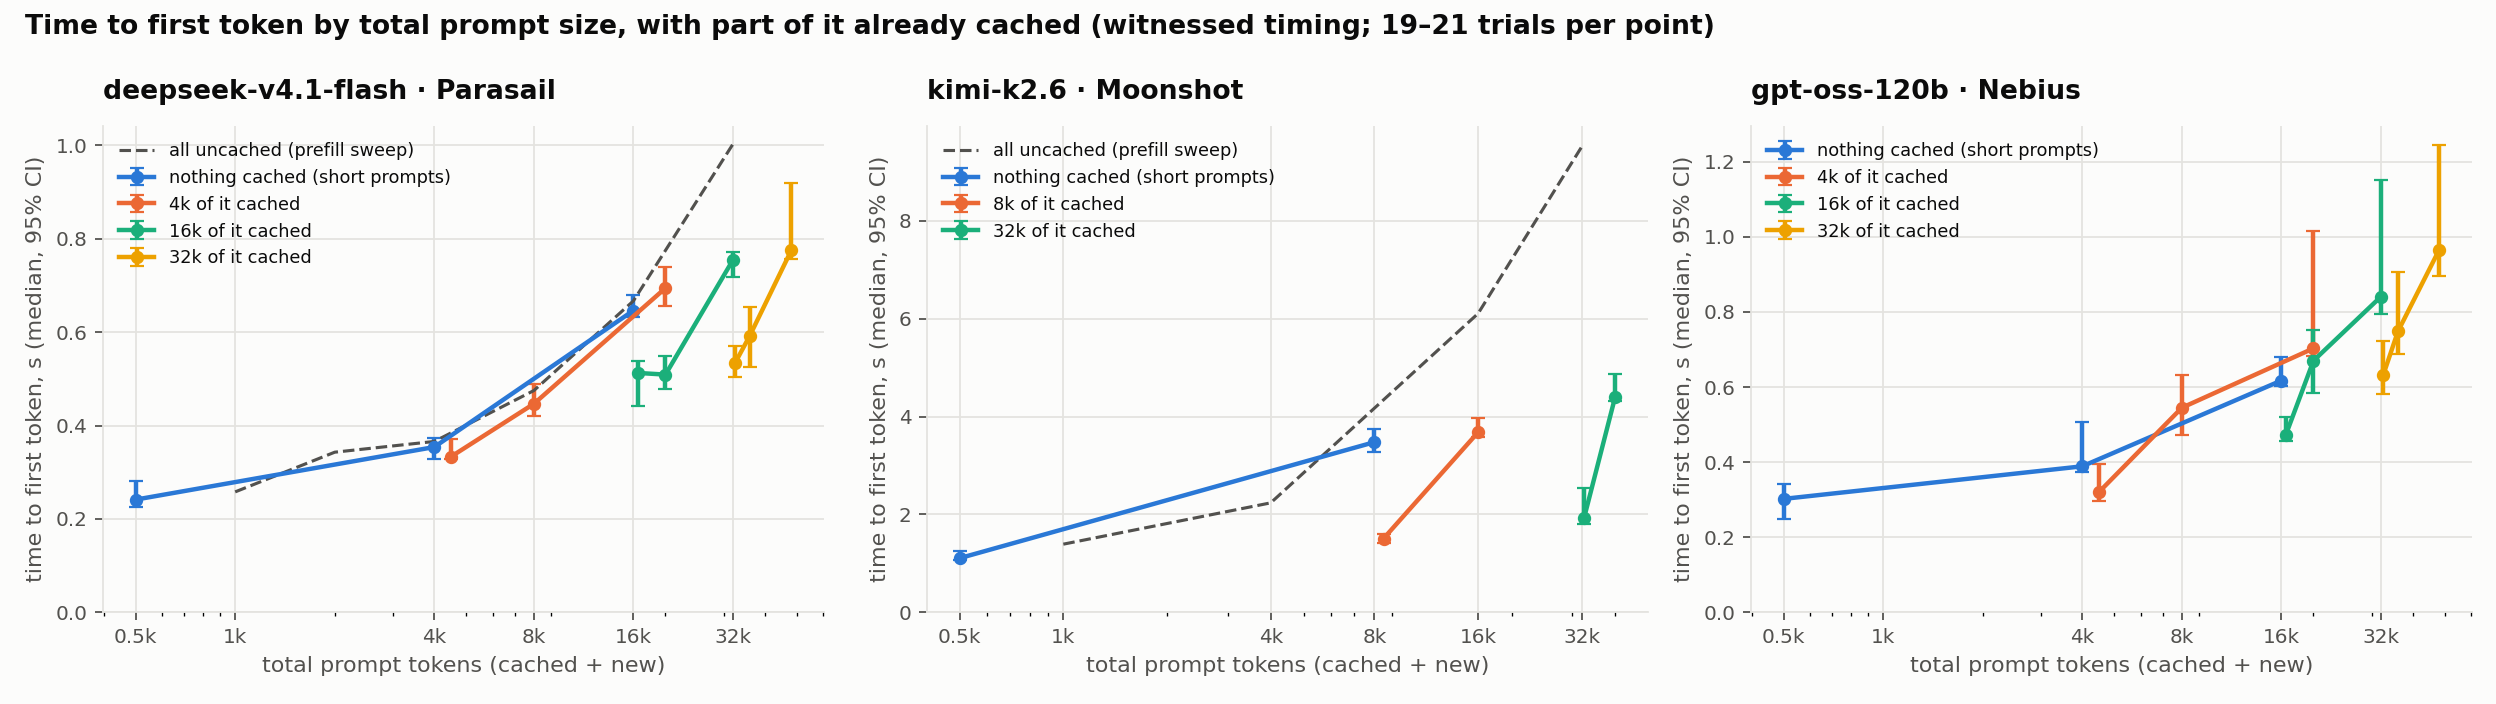 Time to first token by total prompt size, with part of it already cached (witnessed timing; 19–21 trials per point)
deepseek-v4.1-flash · Parasail
time to first token, s (median, 95% CI)
1.0
0.8
0.6
0.4
0.2
0.0
all uncached (prefill sweep)
nothing cached (short prompts)
4k of it cached
16k of it cached
32k of it cached
0.5k 1k 4k 8k 16k 32k
total prompt tokens (cached + new)
kimi-k2.6 · Moonshot
time to first token, s (median, 95% CI)
8
6
4
2
0
all uncached (prefill sweep)
nothing cached (short prompts)
8k of it cached
32k of it cached
0.5k 1k 4k 8k 16k 32k
total prompt tokens (cached + new)
gpt-oss-120b · Nebius
time to first token, s (median, 95% CI)
1.2
1.0
0.8
0.6
0.4
0.2
0.0
nothing cached (short prompts)
4k of it cached
16k of it cached
32k of it cached
0.5k 1k 4k 8k 16k 32k
total prompt tokens (cached + new)